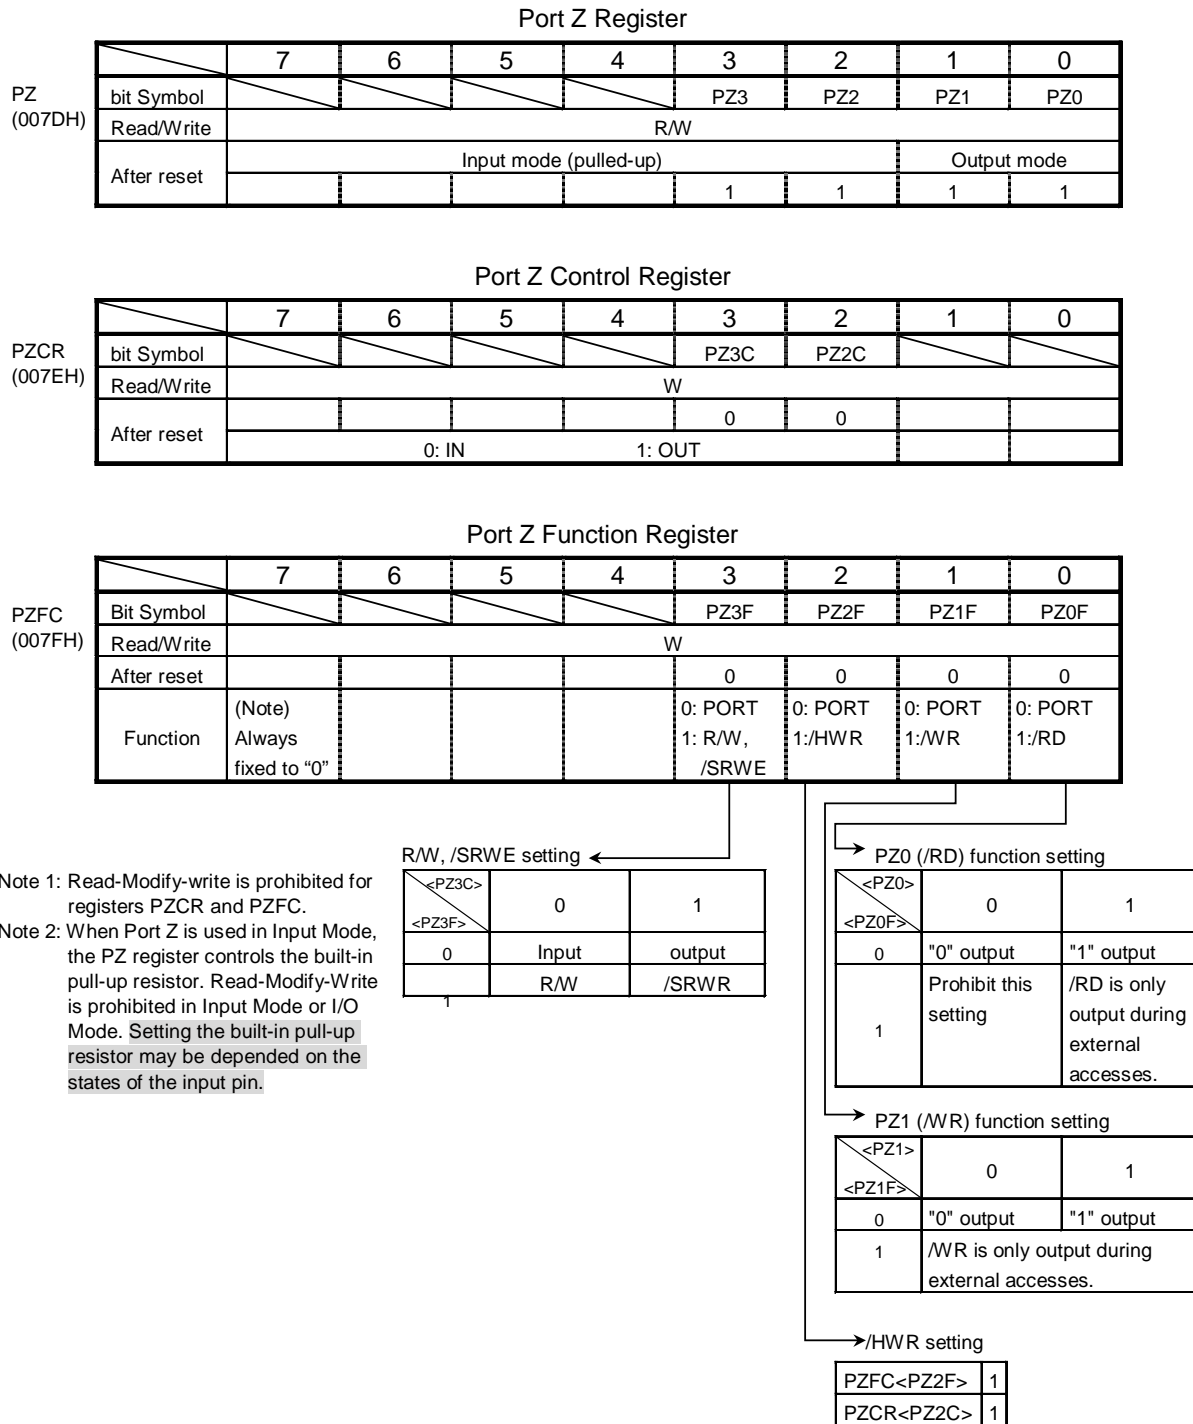 Port Z Register
7 6 5 4 3 2 1 0
PZ
(007DH)
bit Symbol PZ3 PZ2 PZ1 PZ0
Read/Write R/W
After reset
Input mode (pulled-up) Output mode
1 1 1 1
Port Z Control Register
7 6 5 4 3 2 1 0
PZCR
(007EH)
bit Symbol PZ3C PZ2C
Read/Write W
After reset
0 0
0: IN 1: OUT
Port Z Function Register
7 6 5 4 3 2 1 0
PZFC
(007FH)
Bit Symbol PZ3F PZ2F PZ1F PZ0F
Read/Write W
After reset 0 0 0 0
Function
(Note)
Always
fixed to “0”
0: PORT
1: R/W,
/SRWE
0: PORT
1:/HWR
0: PORT
1:/WR
0: PORT
1:/RD
Note 1: Read-Modify-write is prohibited for
registers PZCR and PZFC.
Note 2: When Port Z is used in Input Mode,
the PZ register controls the built-in
pull-up resistor. Read-Modify-Write
is prohibited in Input Mode or I/O
Mode. Setting the built-in pull-up
resistor may be depended on the
states of the input pin.
R/W, /SRWE setting
<PZ3C>
<PZ3F>
0 1
0 Input output
1 R/W /SRWR
PZ0 (/RD) function setting
<PZ0>
<PZ0F>
0 1
0 "0" output "1" output
1
Prohibit this
setting
/RD is only
output during
external
accesses.
PZ1 (/WR) function setting
<PZ1>
<PZ1F>
0 1
0 "0" output "1" output
1 /WR is only output during
external accesses.
/HWR setting
PZFC<PZ2F> 1
PZCR<PZ2C> 1